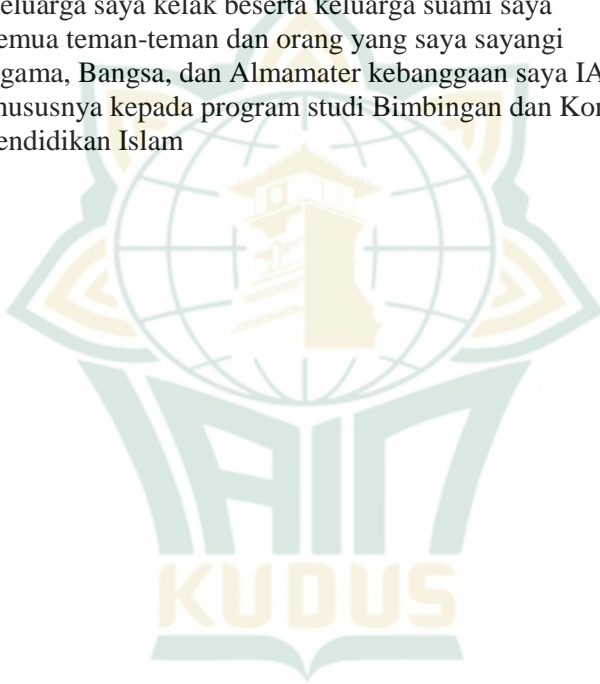 eluarga saya kelak beserta keluarga suami saya
emua teman-teman dan orang yang saya sayangi
gama, Bangsa, dan Almamater kebanggaan saya IA
hususnya kepada program studi Bimbingan dan Kon
endidikan Islam
IAIN
KUDUS